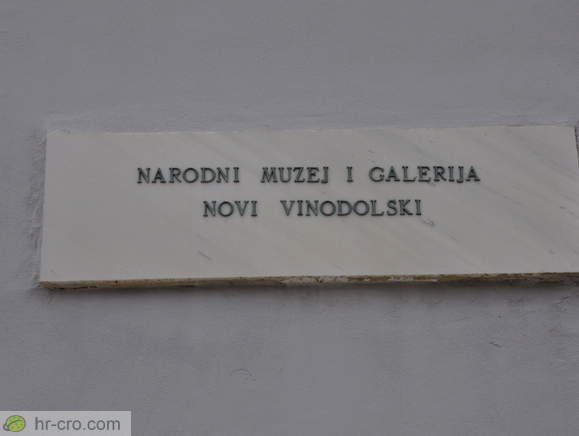 NARODNI MUZEJ I GALERIJA
NOVI VINODOLSKI
hr-cro.com